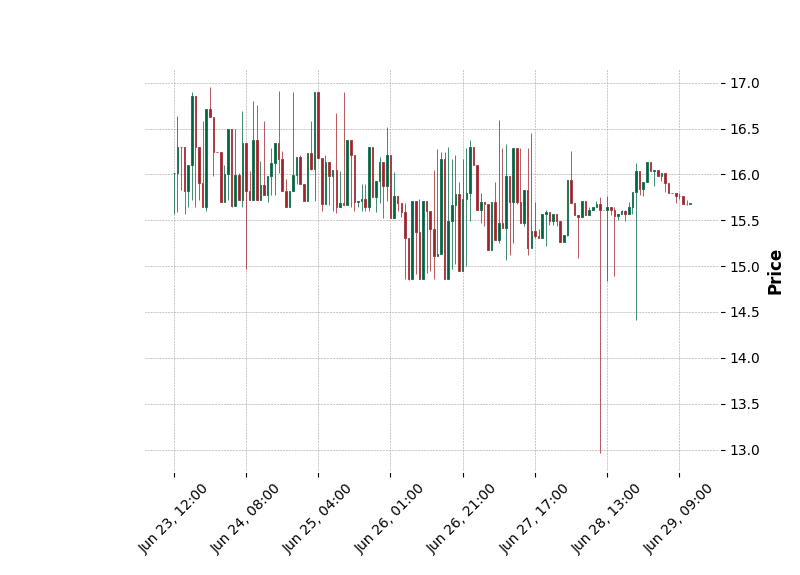 17.0
16.5
16.0
15.5
15.0
14.5
14.0
13.5
13.0
Price
Jun 23, 12:00
Jun 24, 08:00
Jun 25, 04:00
Jun 26, 01:00
Jun 26, 21:00
Jun 27, 17:00
Jun 28, 13:00
Jun 29, 09:00